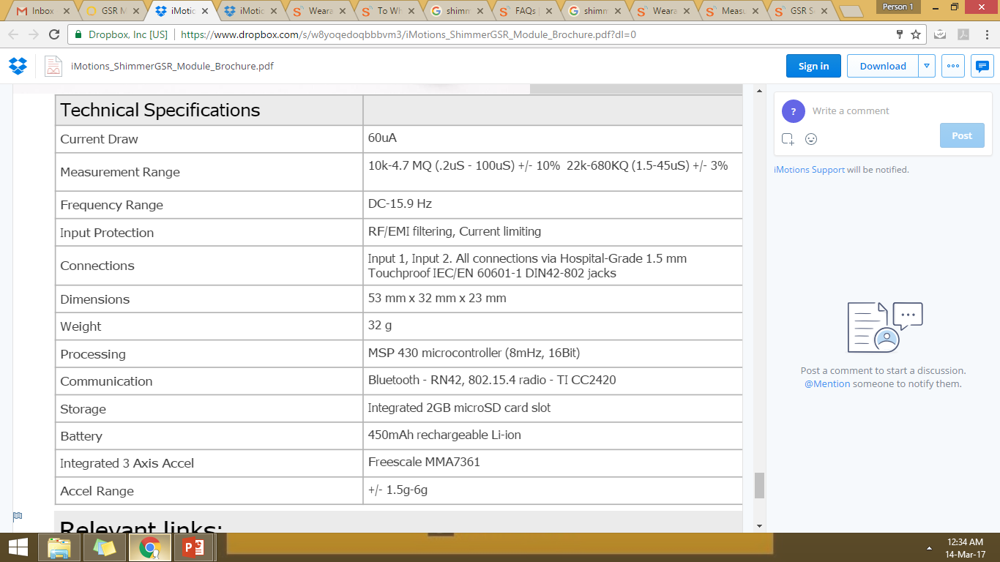 Inbox
GSR M
iMotic
iMotic
Weara
To Wh
shimm
FAQs |
shimm
Weara
Measu
GSR S
Person 1
Dropbox, Inc [US] | https://www.dropbox.com/s/w8yoqedoqbbbvm3/iMotions_ShimmerGSR_Module_Brochure.pdf?dl=0
iMotions_ShimmerGSR_Module_Brochure.pdf
Sign in
Download
Technical Specifications
Current Draw
60uA
Measurement Range
10k-4.7 MQ (.2uS - 100uS) +/- 10%  22k-680KQ (1.5-45uS) +/- 3%
Frequency Range
DC-15.9 Hz
Input Protection
RF/EMI filtering, Current limiting
Connections
Input 1, Input 2. All connections via Hospital-Grade 1.5 mm
Touchproof IEC/EN 60601-1 DIN42-802 jacks
Dimensions
53 mm x 32 mm x 23 mm
Weight
32 g
Processing
MSP 430 microcontroller (8mHz, 16Bit)
Communication
Bluetooth - RN42, 802.15.4 radio - TI CC2420
Storage
Integrated 2GB microSD card slot
Battery
450mAh rechargeable Li-ion
Integrated 3 Axis Accel
Freescale MMA7361
Accel Range
+/- 1.5g-6g
Relevant links:
?
Write a comment
Post
iMotions Support will be notified.
Post a comment to start a discussion.
@Mention someone to notify them.
12:34 AM
14-Mar-17